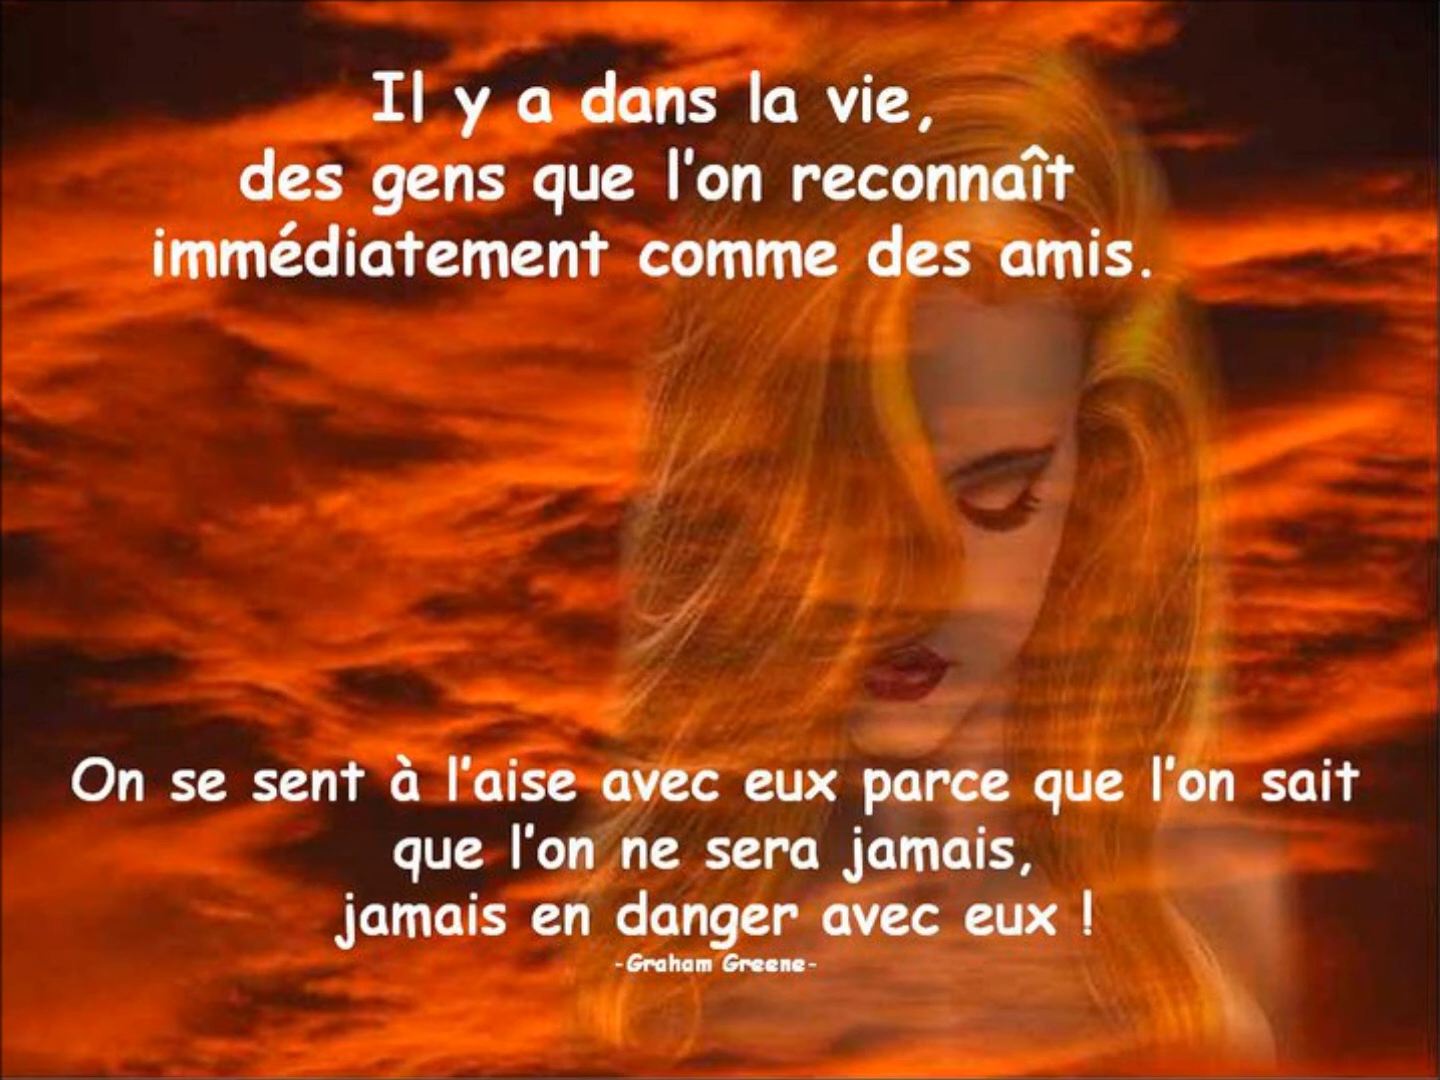 Il y a dans la vie,
des gens que l'on reconnaît
immédiatement comme des amis.
On se sent à l'aise avec eux parce que l'on sait
que l'on ne sera jamais,
jamais en danger avec eux !
-Graham Greene-